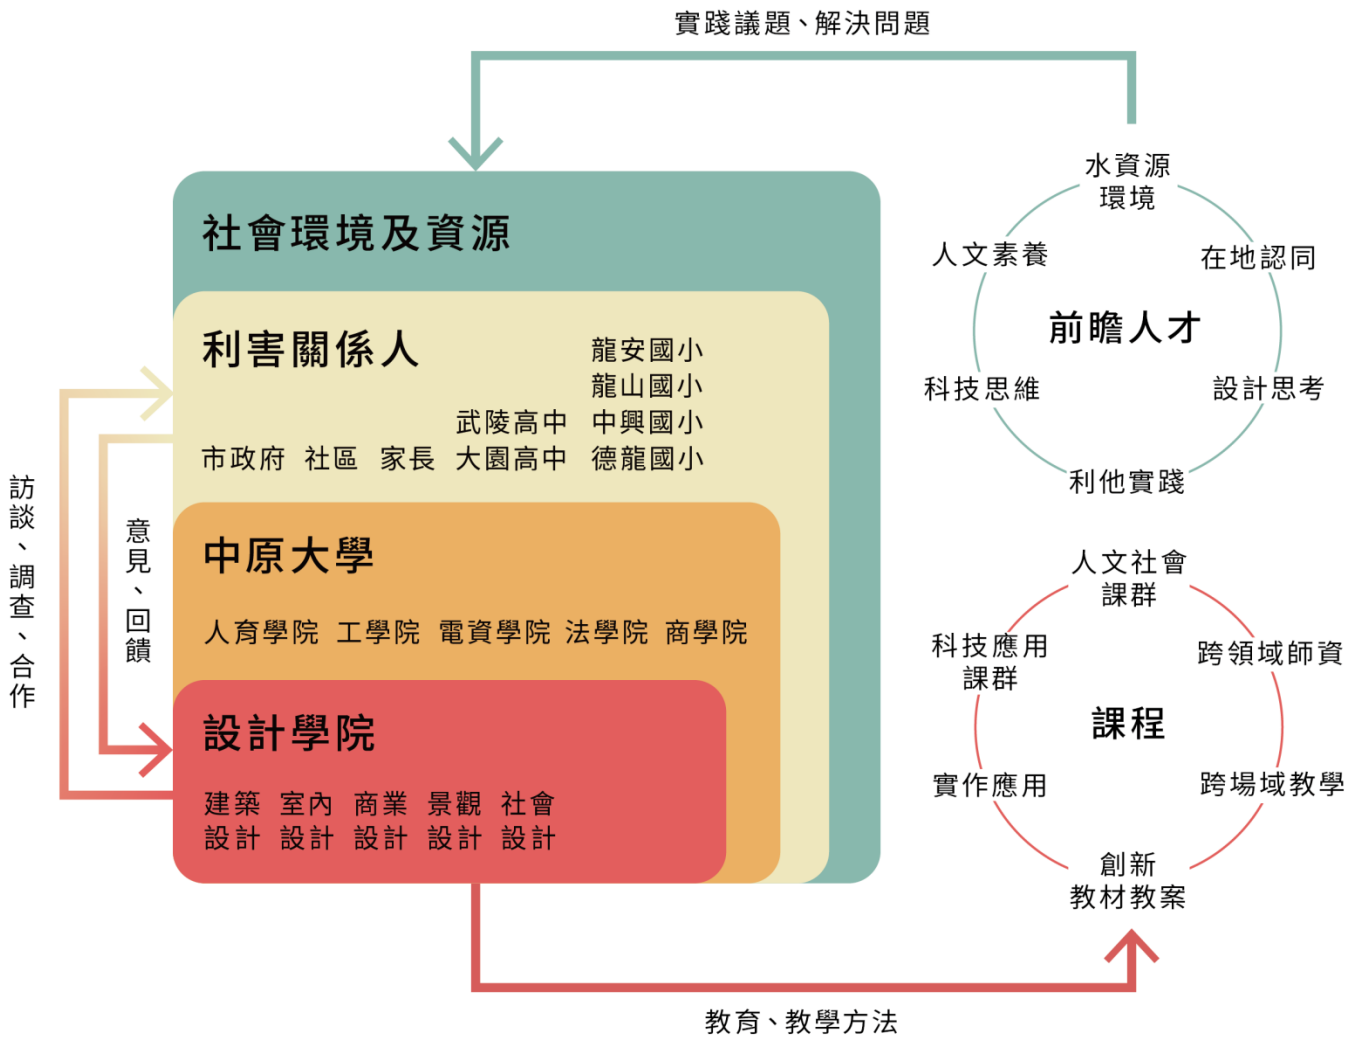 實踐議題、解決問題
社會環境及資源
利害關係人
龍安國小
龍山國小
武陵高中 中興國小
市政府 社區 家長 大園高中 德龍國小
中原大學
人育學院 工學院 電資學院 法學院 商學院
設計學院
建築 室內 商業 景觀 社會
設計 設計 設計 設計 設計
訪談、調查、合作
意見、回饋
水資源
環境
人文素養
在地認同
前瞻人才
科技思維
設計思考
利他實踐
人文社會
課群
科技應用
課群
跨領域師資
課程
實作應用
跨場域教學
創新
教材教案
教育、教學方法